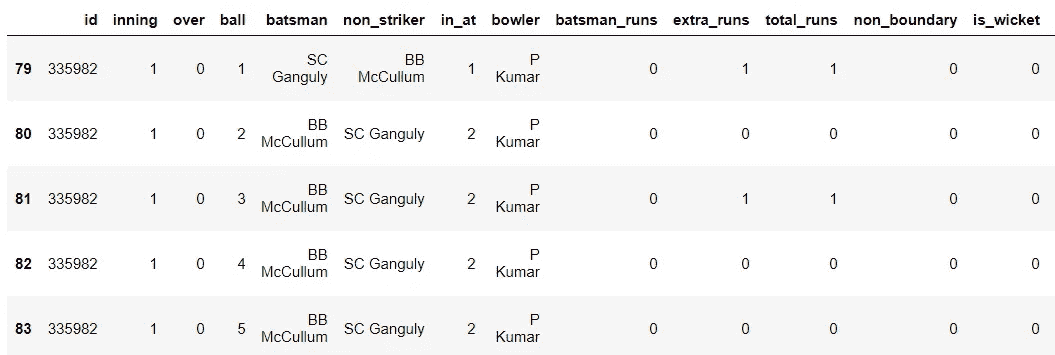 id inning over ball batsman non_striker in_at bowler batsman_runs extra_runs total_runs non_boundary is_wicket
79 335982 1 0 1 SC Ganguly BB McCullum 1 P Kumar 0 1 1 0 0
80 335982 1 0 2 BB McCullum SC Ganguly 2 P Kumar 0 0 0 0 0
81 335982 1 0 3 BB McCullum SC Ganguly 2 P Kumar 0 1 1 0 0
82 335982 1 0 4 BB McCullum SC Ganguly 2 P Kumar 0 0 0 0 0
83 335982 1 0 5 BB McCullum SC Ganguly 2 P Kumar 0 0 0 0 0